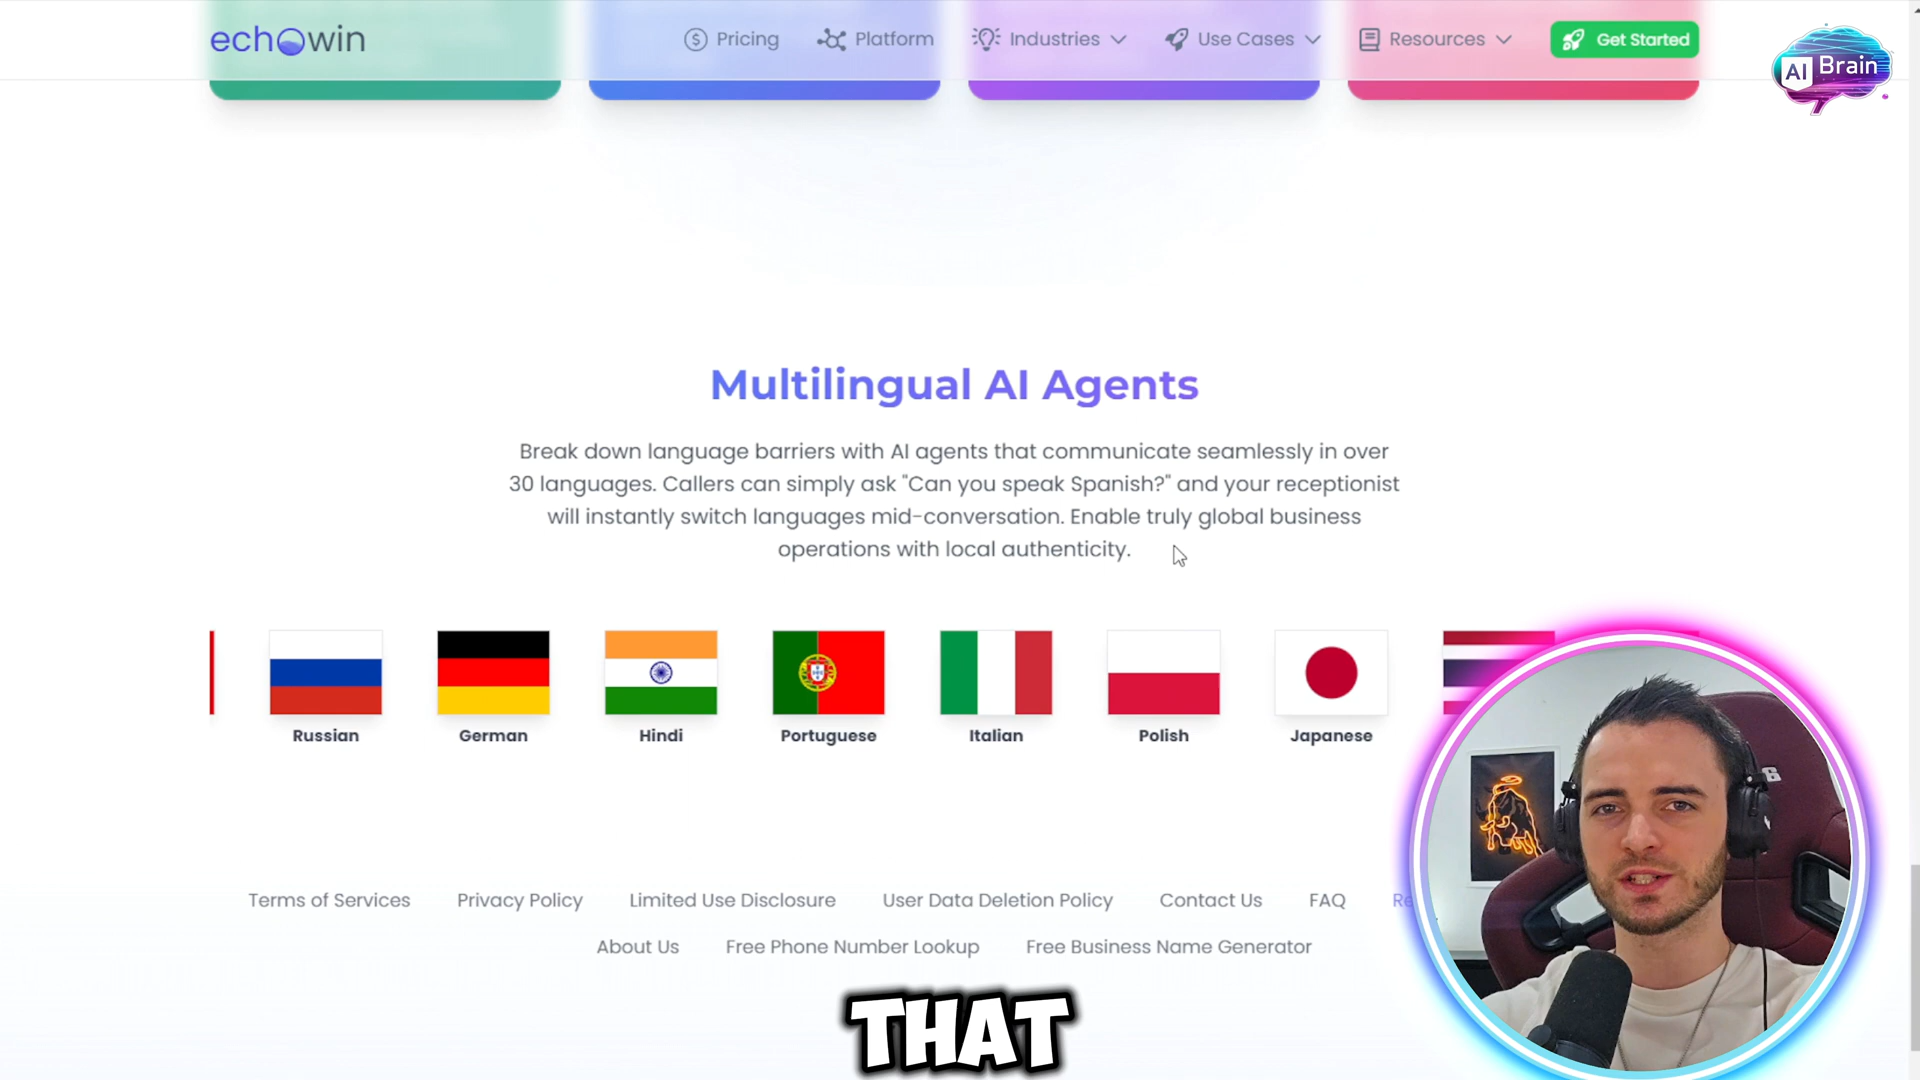 echowin
Pricing
Platform
Industries
Use Cases
Resources
Get Started
AI Brain
Multilingual AI Agents
Break down language barriers with AI agents that communicate seamlessly in over
30 languages. Callers can simply ask "Can you speak Spanish?" and your receptionist
will instantly switch languages mid-conversation. Enable truly global business
operations with local authenticity.
Russian
German
Hindi
Portuguese
Italian
Polish
Japanese
Terms of Services
Privacy Policy
Limited Use Disclosure
User Data Deletion Policy
Contact Us
FAQ
About Us
Free Phone Number Lookup
Free Business Name Generator
THAT